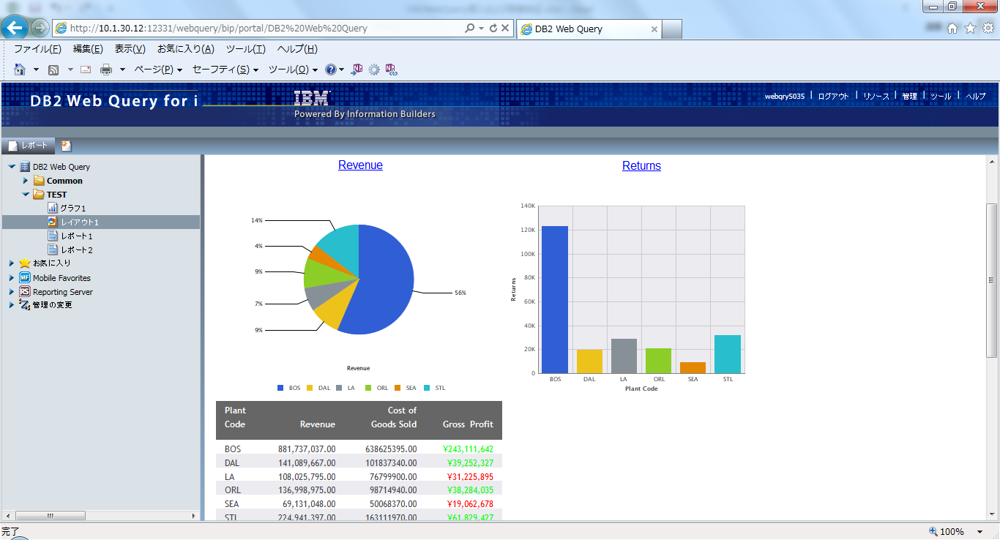 http://10.1.30.12:12331/webquery/bip/portal/DB2%20Web%20Query
DB2 Web Query
ファイル(F) 編集(E) 表示(V) お気に入り(A) ツール(T) ヘルプ(H)
ページ(P) セーフティ(S) ツール(O)
DB2 Web Query for i
IBM
Powered By Information Builders
webqry5035 ログアウト リソース 管理 ツール ヘルプ
レポート
DB2 Web Query
Common
TEST
グラフ1
レイアウト1
レポート1
レポート2
お気に入り
MF Mobile Favorites
Reporting Server
管理の変更
Revenue
14%
4%
9%
7%
9%
56%
Revenue
BOS DAL LA ORL SEA STL
Returns
140K
120K
100K
80K
60K
40K
20K
0
Returns
BOS DAL LA ORL SEA STL
Plant Code
Plant Code Revenue Cost of Goods Sold Gross Profit
BOS 881,737,037.00 638625395.00 ¥243,111,642
DAL 141,089,667.00 101837340.00 ¥39,252,327
LA 108,025,795.00 76799900.00 ¥31,225,895
ORL 136,998,975.00 98714940.00 ¥38,284,035
SEA 69,131,048.00 50068370.00 ¥19,062,678
STL 224,941,397.00 163111970.00 ¥61,829,427
完了
100%